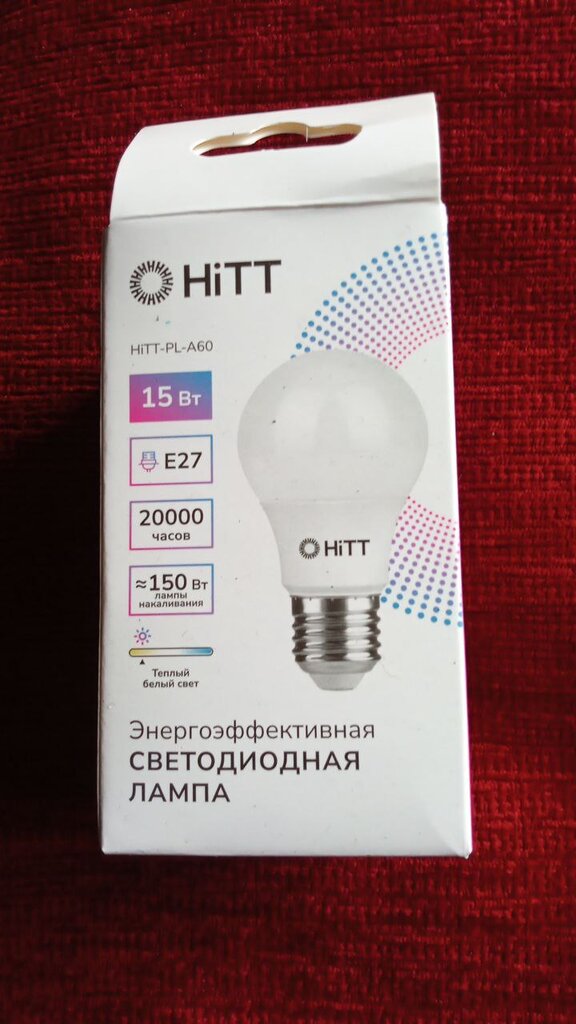 HiTT
HiTT-PL-A60
15 Вт
E27
20000
часов
≈150 Вт
лампы
накаливания
Теплый
белый свет
HiTT
Энергоэффективная
СВЕТОДИОДНАЯ
ЛАМПА